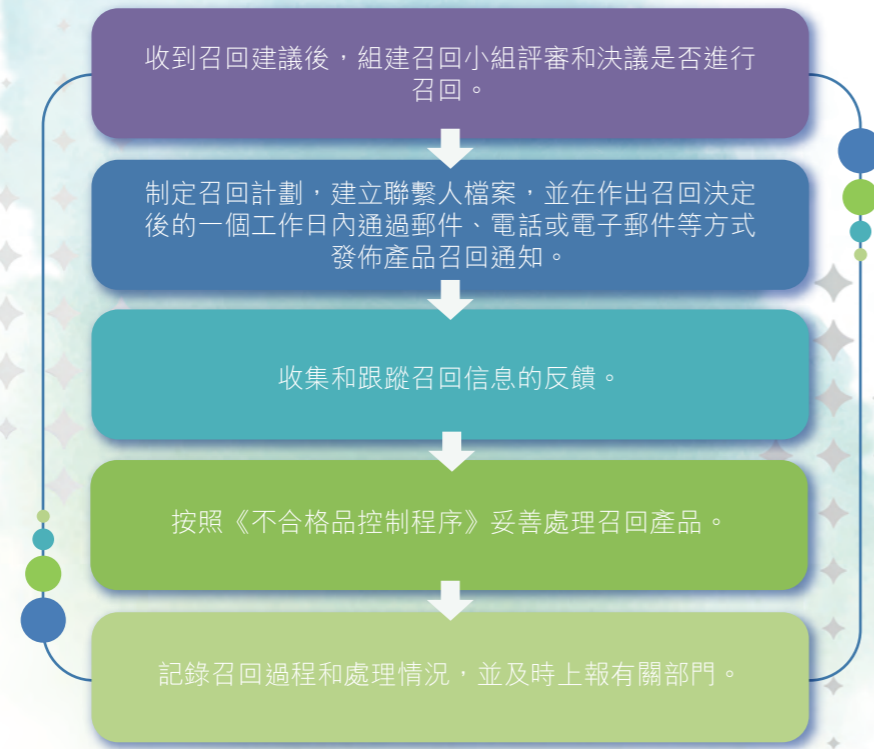 收到召回建議後，組建召回小組評審和決議是否進行
召回。
制定召回計劃，建立聯繫人檔案，並在作出召回決定
後的一個工作日內通過郵件、電話或電子郵件等方式
發佈產品召回通知。
收集和跟蹤召回信息的反饋。
按照《不合格品控制程序》妥善處理召回產品。
記錄召回過程和處理情況，並及時上報有關部門。